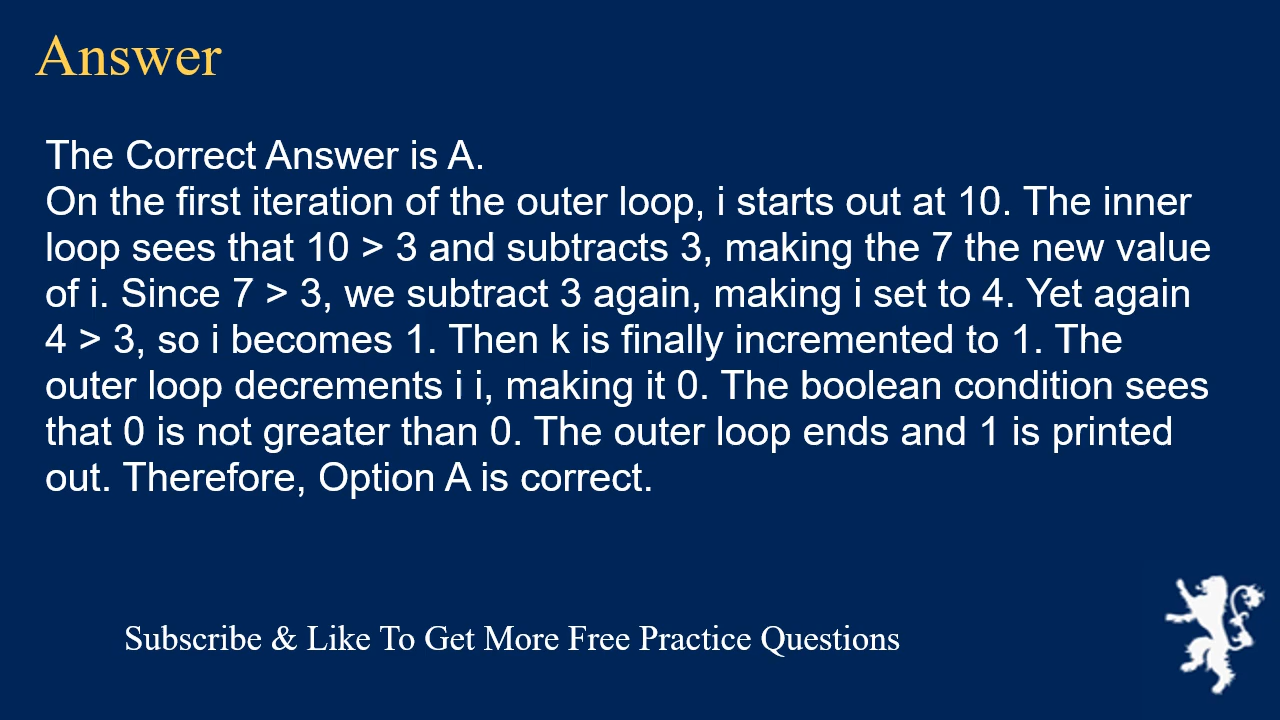 Answer
The Correct Answer is A.
On the first iteration of the outer loop, i starts out at 10. The inner
loop sees that 10 > 3 and subtracts 3, making the 7 the new value
of i. Since 7 > 3, we subtract 3 again, making i set to 4. Yet again
4 > 3, so i becomes 1. Then k is finally incremented to 1. The
outer loop decrements i i, making it 0. The boolean condition sees
that 0 is not greater than 0. The outer loop ends and 1 is printed
out. Therefore, Option A is correct.
Subscribe & Like To Get More Free Practice Questions